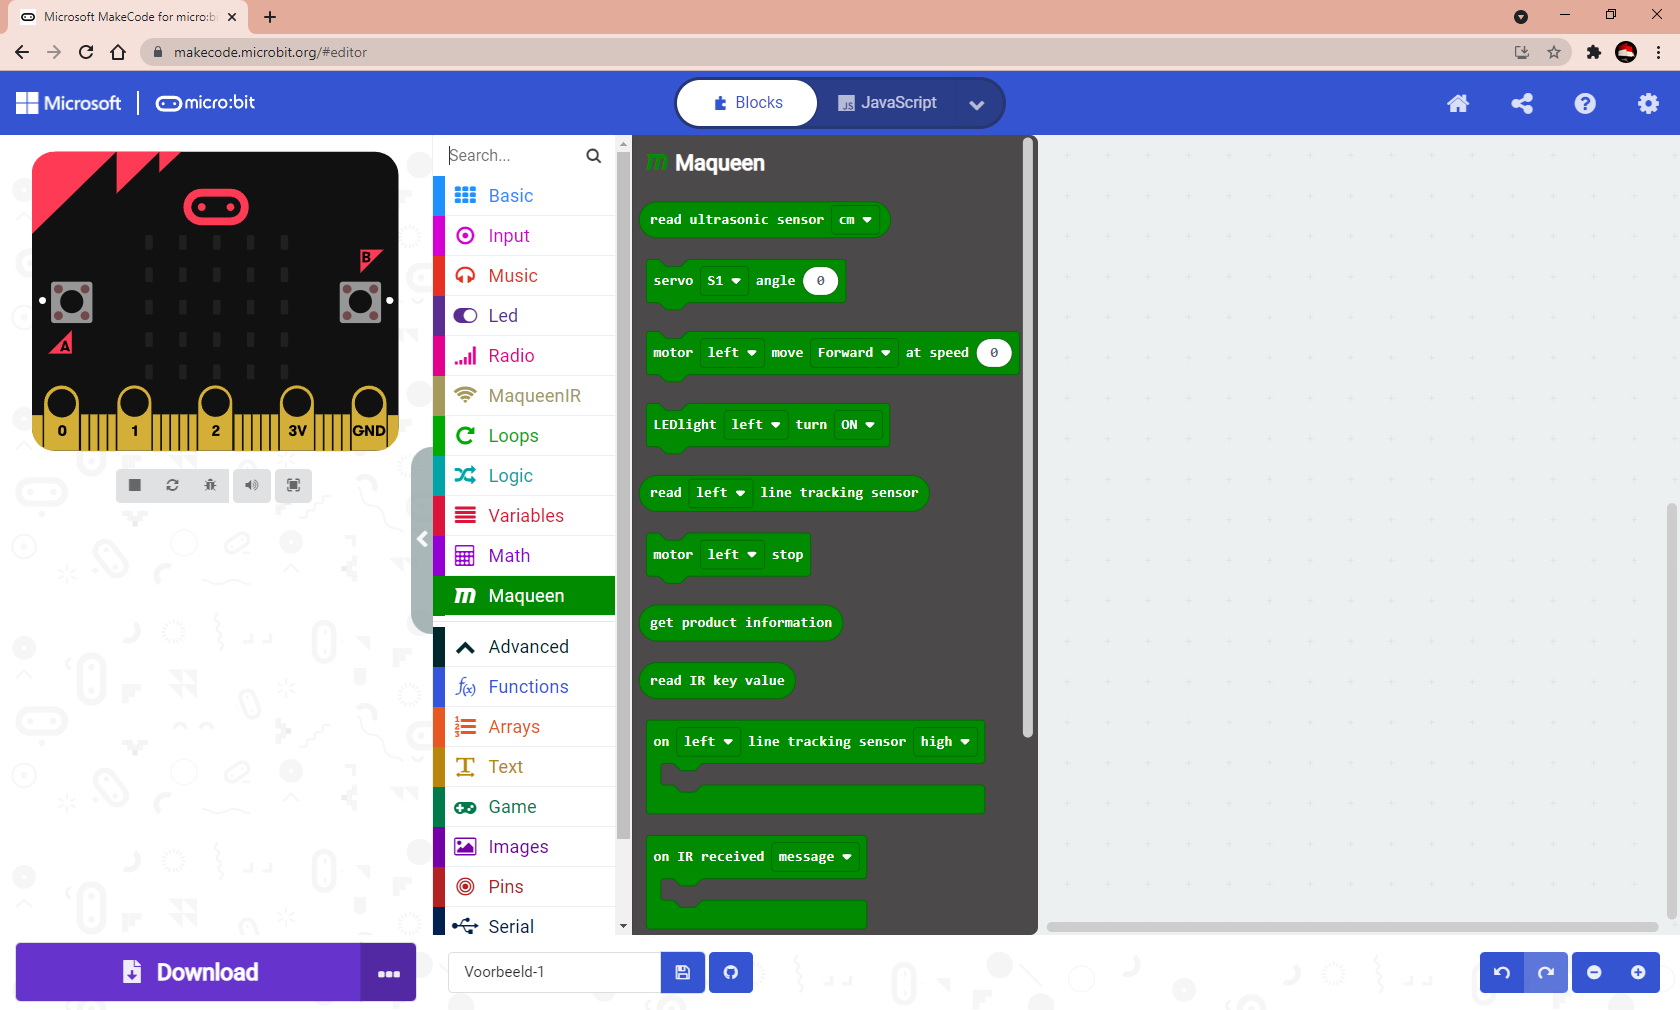 Microsoft MakeCode for micro:bi
makecode.microbit.org/#editor
Microsoft
micro:bit
Blocks
JS
JavaScript
B
A
0 1 2 3V GND
Search...
Basic
Input
Music
Led
Radio
MaqueenIR
Loops
Logic
Variables
Math
m Maqueen
Advanced
f(x) Functions
1 2 3 Arrays
T Text
Game
Images
Pins
Serial
m Maqueen
read ultrasonic sensor cm
servo S1 angle 0
motor left move Forward at speed 0
LEDlight left turn ON
read left line tracking sensor
motor left stop
get product information
read IR key value
on left line tracking sensor high
on IR received message
Download
Voorbeeld-1